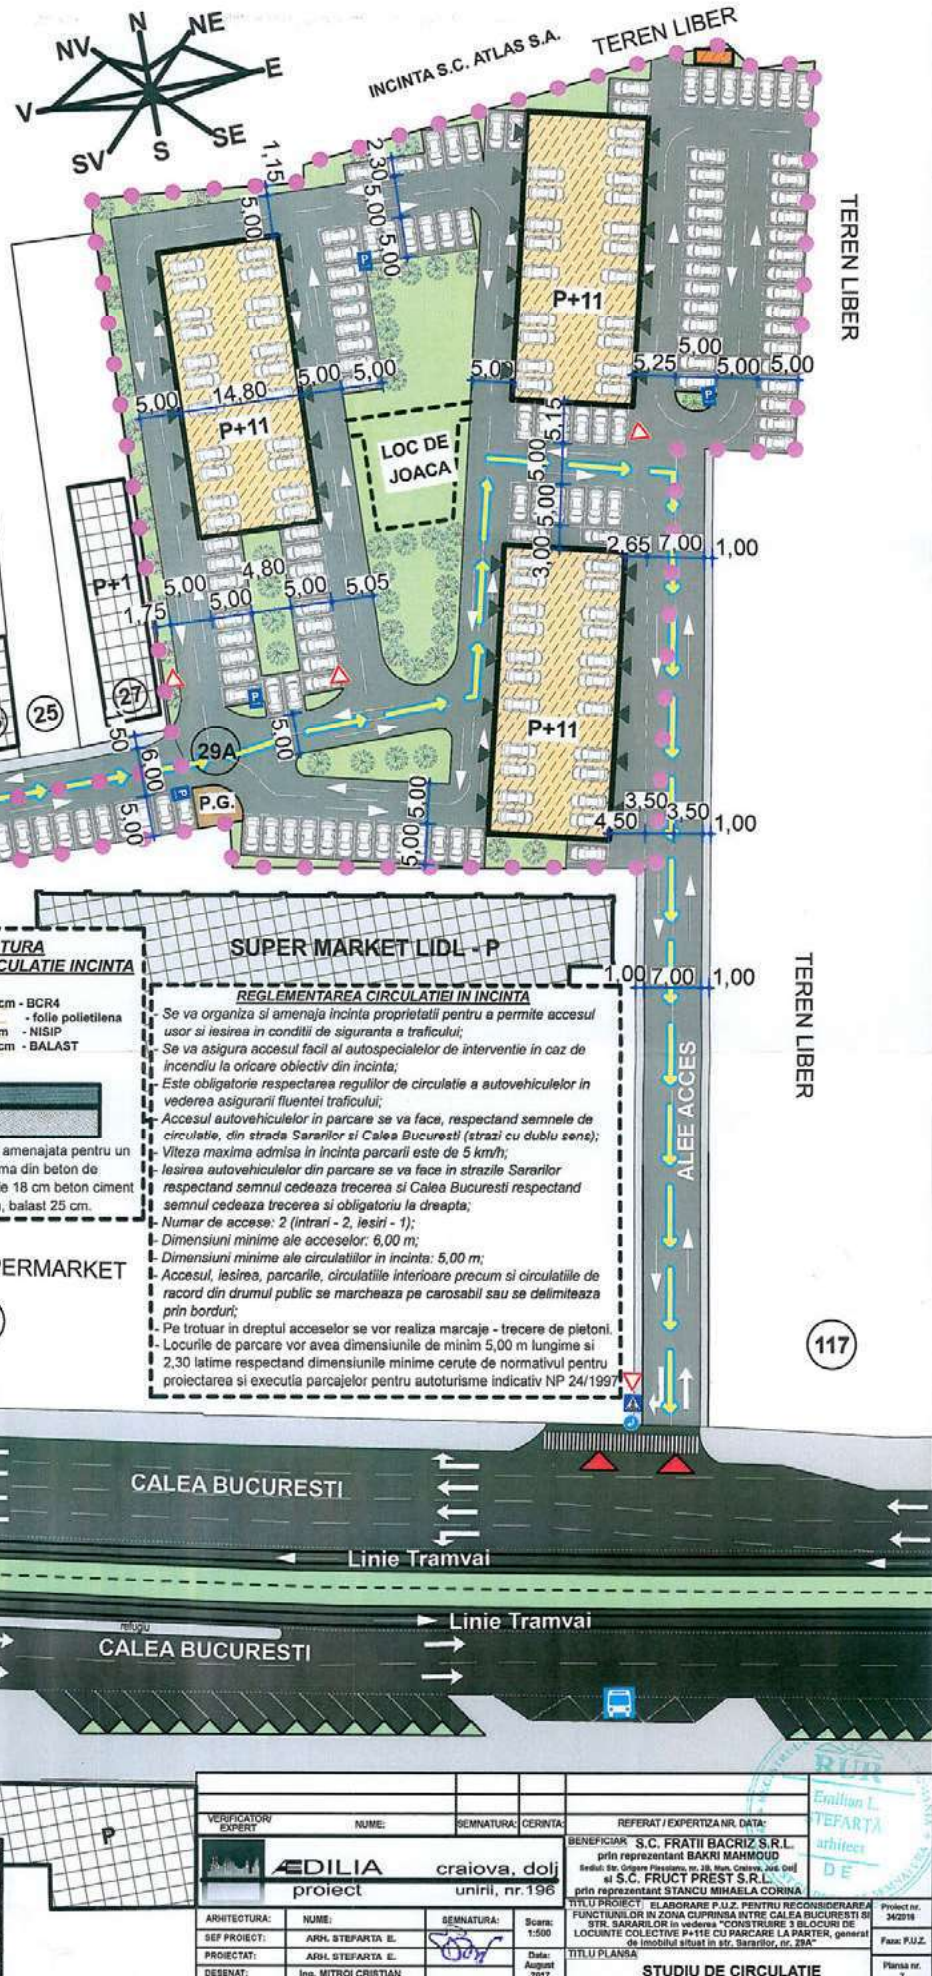 N
NE
NV
E
V
SV
S
SE
INCINTA S.C. ATLAS S.A.
TEREN LIBER
1,15
5,00
2,30
5,00
5,00
P
TEREN LIBER
P+11
5,00
14,80
5,00
5,00
P+11
5,25
5,00
5,00
5,00
P
LOC DE
JOACA
5,15
5,00
5,00
3,00
2,65
7,00
1,00
P+1
1,75
5,00
5,00
4,80
5,00
5,05
P
25
27
29A
5,00
6,00
5,00
P
P.G.
5,00
5,00
P+11
3,50
3,50
4,50
1,00
SUPER MARKET LIDL - P
1,00
7,00
1,00
TEREN LIBER
ALEE ACCES
TURA
CULATIE INCINTA
cm - BCR4
- folie polietilena
m - NISIP
cm - BALAST
amenajata pentru un
ma din beton de
e 18 cm beton ciment
, balast 25 cm.
PERMARKET
REGLEMENTAREA CIRCULATIEI IN INCINTA
- Se va organiza si amenaja incinta proprietatii pentru a permite accesul
usor si iesirea in conditii de siguranta a traficului;
- Se va asigura accesul facil al autospecialelor de interventie in caz de
incendiu la oricare obiectiv din incinta;
- Este obligatorie respectarea regulilor de circulatie a autovehiculelor in
vederea asigurarii fluentei traficului;
- Accesul autovehiculelor in parcare se va face, respectand semnele de
circulatie, din strada Sararilor si Calea Bucuresti (strazi cu dublu sens);
- Viteza maxima admisa in incinta parcarii este de 5 km/h;
- Iesirea autovehiculelor din parcare se va face in strazile Sararilor
respectand semnul cedeaza trecerea si Calea Bucuresti respectand
semnul cedeaza trecerea si obligatoriu la dreapta;
- Numar de accese: 2 (intrari - 2, iesiri - 1);
- Dimensiuni minime ale acceselor: 6,00 m;
- Dimensiuni minime ale circulatiilor in incinta: 5,00 m;
- Accesul, iesirea, parcarile, circulatiile interioare precum si circulatiile de
racord din drumul public se marcheaza pe carosabil sau se delimiteaza
prin borduri;
- Pe trotuar in dreptul acceselor se vor realiza marcaje - trecere de pietoni.
- Locurile de parcare vor avea dimensiunile de minim 5,00 m lungime si
2,30 latime respectand dimensiunile minime cerute de normativul pentru
proiectarea si executia parcajelor pentru autoturisme indicativ NP 24/1997
117
CALEA BUCURESTI
Linie Tramvai
Linie Tramvai
refugiu
CALEA BUCURESTI
P
VERIFICATOR/
EXPERT
NUME:
SEMNATURA:
CERINTA:
REFERAT / EXPERTIZA NR. DATA:
ÆDILIA
proiect
craiova, dolj
unirii, nr.196
BENEFICIAR S.C. FRATII BACRIZ S.R.L.
prin reprezentant BAKRI MAHMOUD
si S.C. FRUCT PREST S.R.L.
prin reprezentant STANCU MIHAELA CORINA
RUR
Emilian L.
STEFARTA
arhitect
D E
ARHITECTURA:
NUME:
SEMNATURA:
Scara:
1:500
SEF PROIECT:
ARH. STEFARTA E.
PROIECTAT:
ARH. STEFARTA E.
DESENAT:
Ing. MITROI CRISTIAN
Data:
August
2017
TITLU PROIECT ELABORARE P.U.Z. PENTRU RECONSIDERAREA
FUNCTIUNILOR IN ZONA CUPRINSA INTRE CALEA BUCURESTI SI
STR. SARARILOR in vederea "CONSTRUIRE 3 BLOCURI DE
LOCUINTE COLECTIVE P+11E CU PARCARE LA PARTER, generat
de imobilul situat in str. Sararilor, nr. 29A"
TITLU PLANSA
STUDIU DE CIRCULATIE
Proiect nr.
34/2016
Faza: P.U.Z.
Plansa nr.